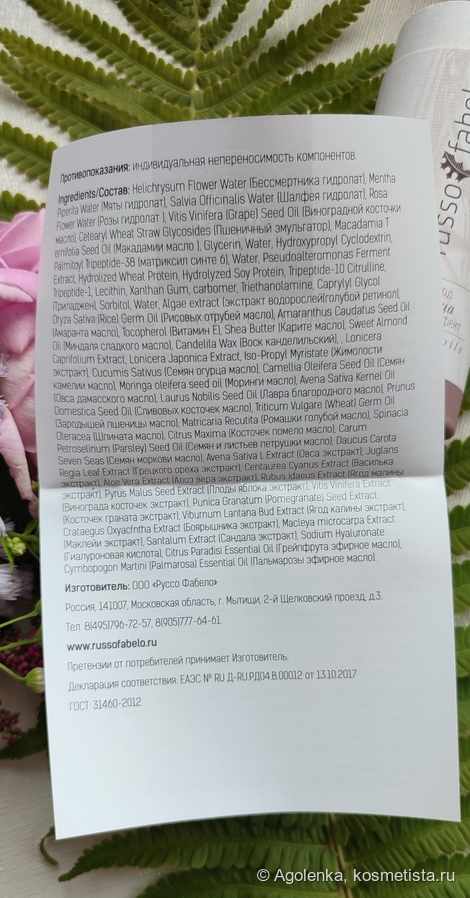 Противопоказания: индивидуальная непереносимость компонентов.
Ingredients/Состав: Helichrysum Flower Water (Бессмертника гидролат), Mentha
Piperita Water (Мяты гидролат), Salvia Officinalis Water (Шалфея гидролат), Rosa
Flower Water (Розы гидролат ), Vitis Vinifera (Grape) Seed Oil (Виноградной косточки
масло), Cetearyl Wheat Straw Glycosides (Пшеничный эмульгатор), Macadamia T
ernifolia Seed Oil (Макадамии масло ), Glycerin, Water, Hydroxypropyl Cyclodextrin,
Palmitoyl Tripeptide-38 (матриксил синте 6), Water, Pseudoalteromonas Ferment
Extract, Hydrolized Wheat Protein, Hydrolyzed Soy Protein, Tripeptide-10 Citrulline,
Tripeptide-1, Lecithin, Xanthan Gum, carbomer, Triethanolamine, Caprylyl Glycol
(Приладжен), Sorbitol, Water, Algae extract (экстракт водорослей(голубой ретинол),
Oryza Sativa (Rice) Germ Oil (Рисовых отрубей масло), Amaranthus Caudatus Seed Oil
(Амаранта масло), Tocopherol (Витамин Е), Shea Butter (Карите масло), Sweet Almond
Oil (Миндаля сладкого масло), Candelilla Wax (Воск канделильский), , Lonicera
Caprifolium Extract, Lonicera Japonica Extract, Iso-Propyl Myristate (Жимолости
экстракт), Cucumis Sativus (Семян огурца масло), Camellia Oleifera Seed Oil (Семян
камелии масло), Moringa oleifera seed oil (Моринги масло), Avena Sativa Kernel Oil
(Овса дамасского масло), Laurus Nobilis Seed Oil (Лавра благородного масло), Prunus
Domestica Seed Oil (Сливовых косточек масло), Triticum Vulgare (Wheat) Germ Oil
(Зародышей пшеницы масло), Matricaria Recutita (Ромашки голубой масло), Spinacia
Oleracea (Шпината масло), Citrus Maxima (Косточек помело масло), Carum
Petroselinum (Parsley) Seed Oil (Семян и листьев петрушки масло), Daucus Carota
Seven Seas (Семян моркови масло), Avena Sativa L Extract (Овса экстракт), Juglans
Regia Leaf Extract (Грецкого ореха экстракт), Centaurea Cyanus Extract (Василька
экстракт), Aloe Vera Extract (Алоэ вера экстракт), Rubus Idaeus Extract (Ягод малины
экстракт), Pyrus Malus Seed Extract (Плоды яблока экстракт), Vitis Vinifera Extract
(Винограда косточек экстракт), Punica Granatum (Pomegranate) Seed Extract
(Косточек граната экстракт), Viburnum Lantana Bud Extract (Ягод калины экстракт),
Crataegus Oxyacfntha Extract (Боярышника экстракт), Macleya microcarpa Extract
(Маклейи экстракт), Santalum Extract (Сандала экстракт), Sodium Hyaluronate
(Гиалуроновая кислота), Citrus Paradisi Essential Oil (Грейпфрута эфирное масло),
Cymbopogon Martini (Palmarosa) Essential Oil (Пальмарозы эфирное масло).
Изготовитель: ООО «Руссо Фабело»
Россия, 141007, Московская область, г. Мытищи, 2-й Щелковский проезд, д.3.
Тел. 8(495)796-72-57, 8(905)777-64-61.
www.russofabelo.ru
Претензии от потребителей принимает Изготовитель.
Декларация соответствия: ЕАЭС № RU Д-RU.РД04.В.00012 от 13.10.2017
ГОСТ: 31460-2012
russo fabel
© Agolenka, kosmetista.ru